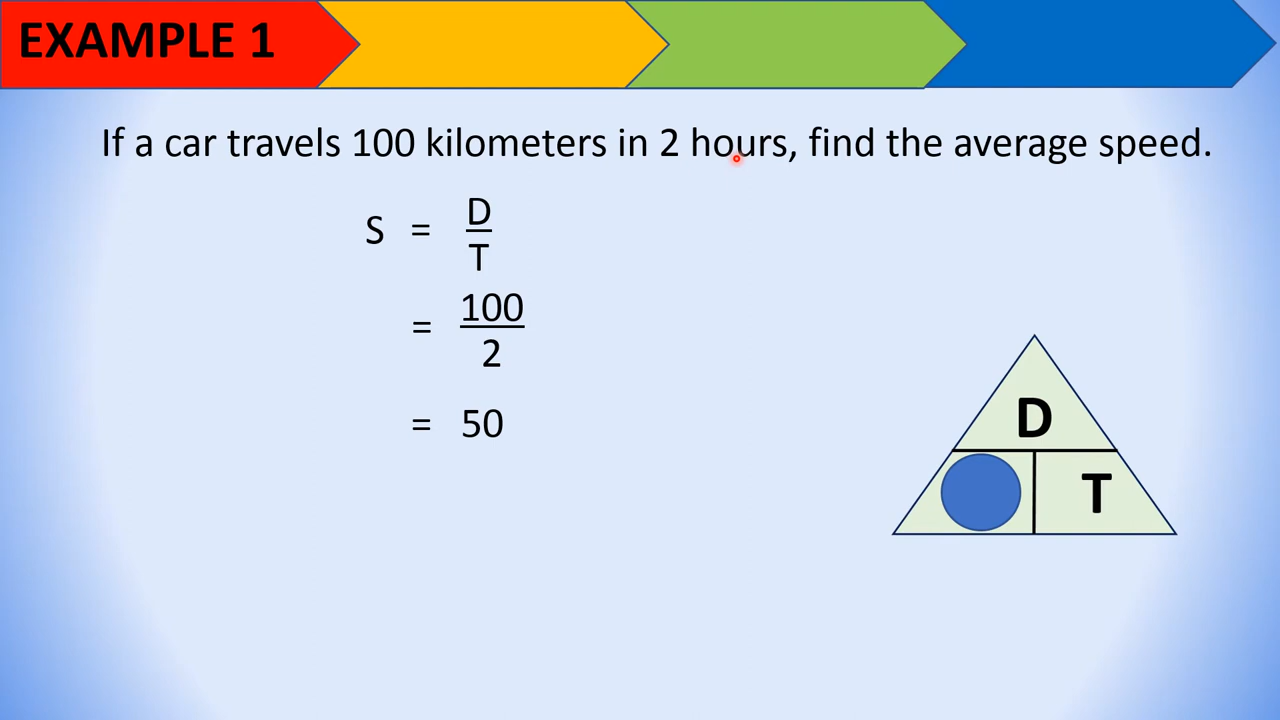 EXAMPLE 1
If a car travels 100 kilometers in 2 hours, find the average speed.
S = D
T
= 100
2
= 50
D
T